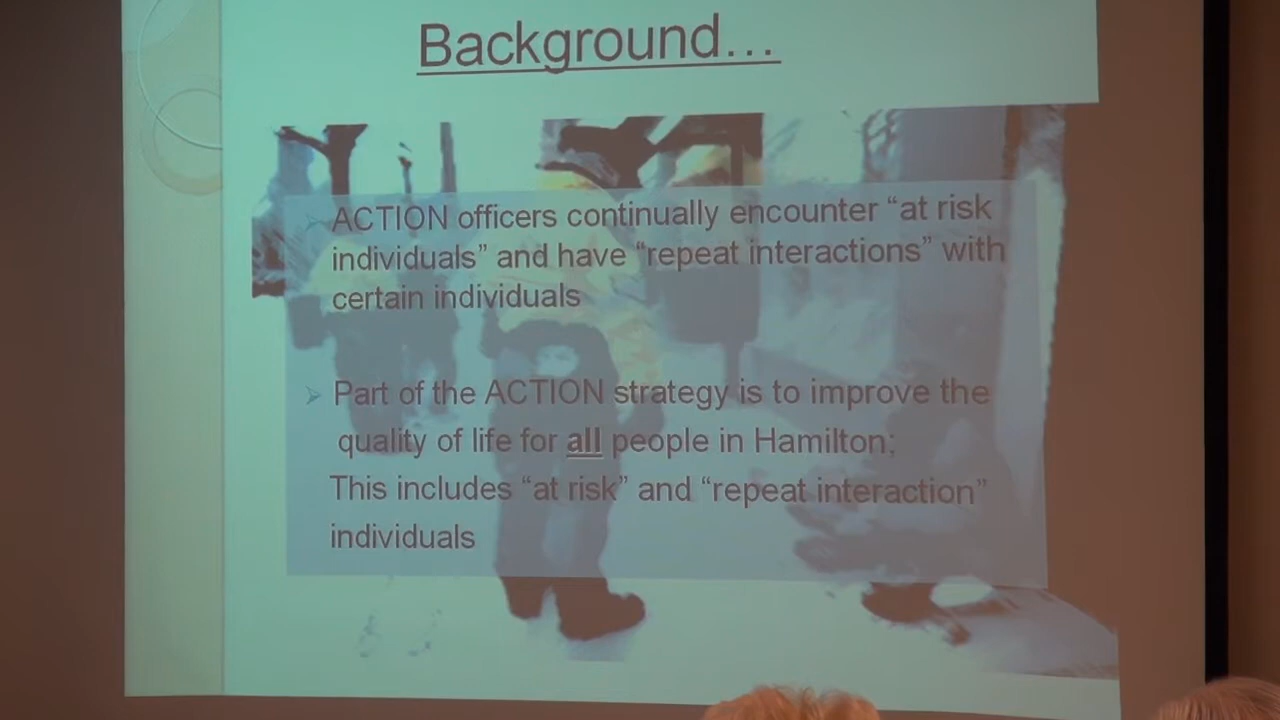 Background…
ACTION officers continually encounter “at risk
individuals” and have “repeat interactions” with
certain individuals
Part of the ACTION strategy is to improve the
quality of life for all people in Hamilton;
This includes “at risk” and “repeat interaction”
individuals